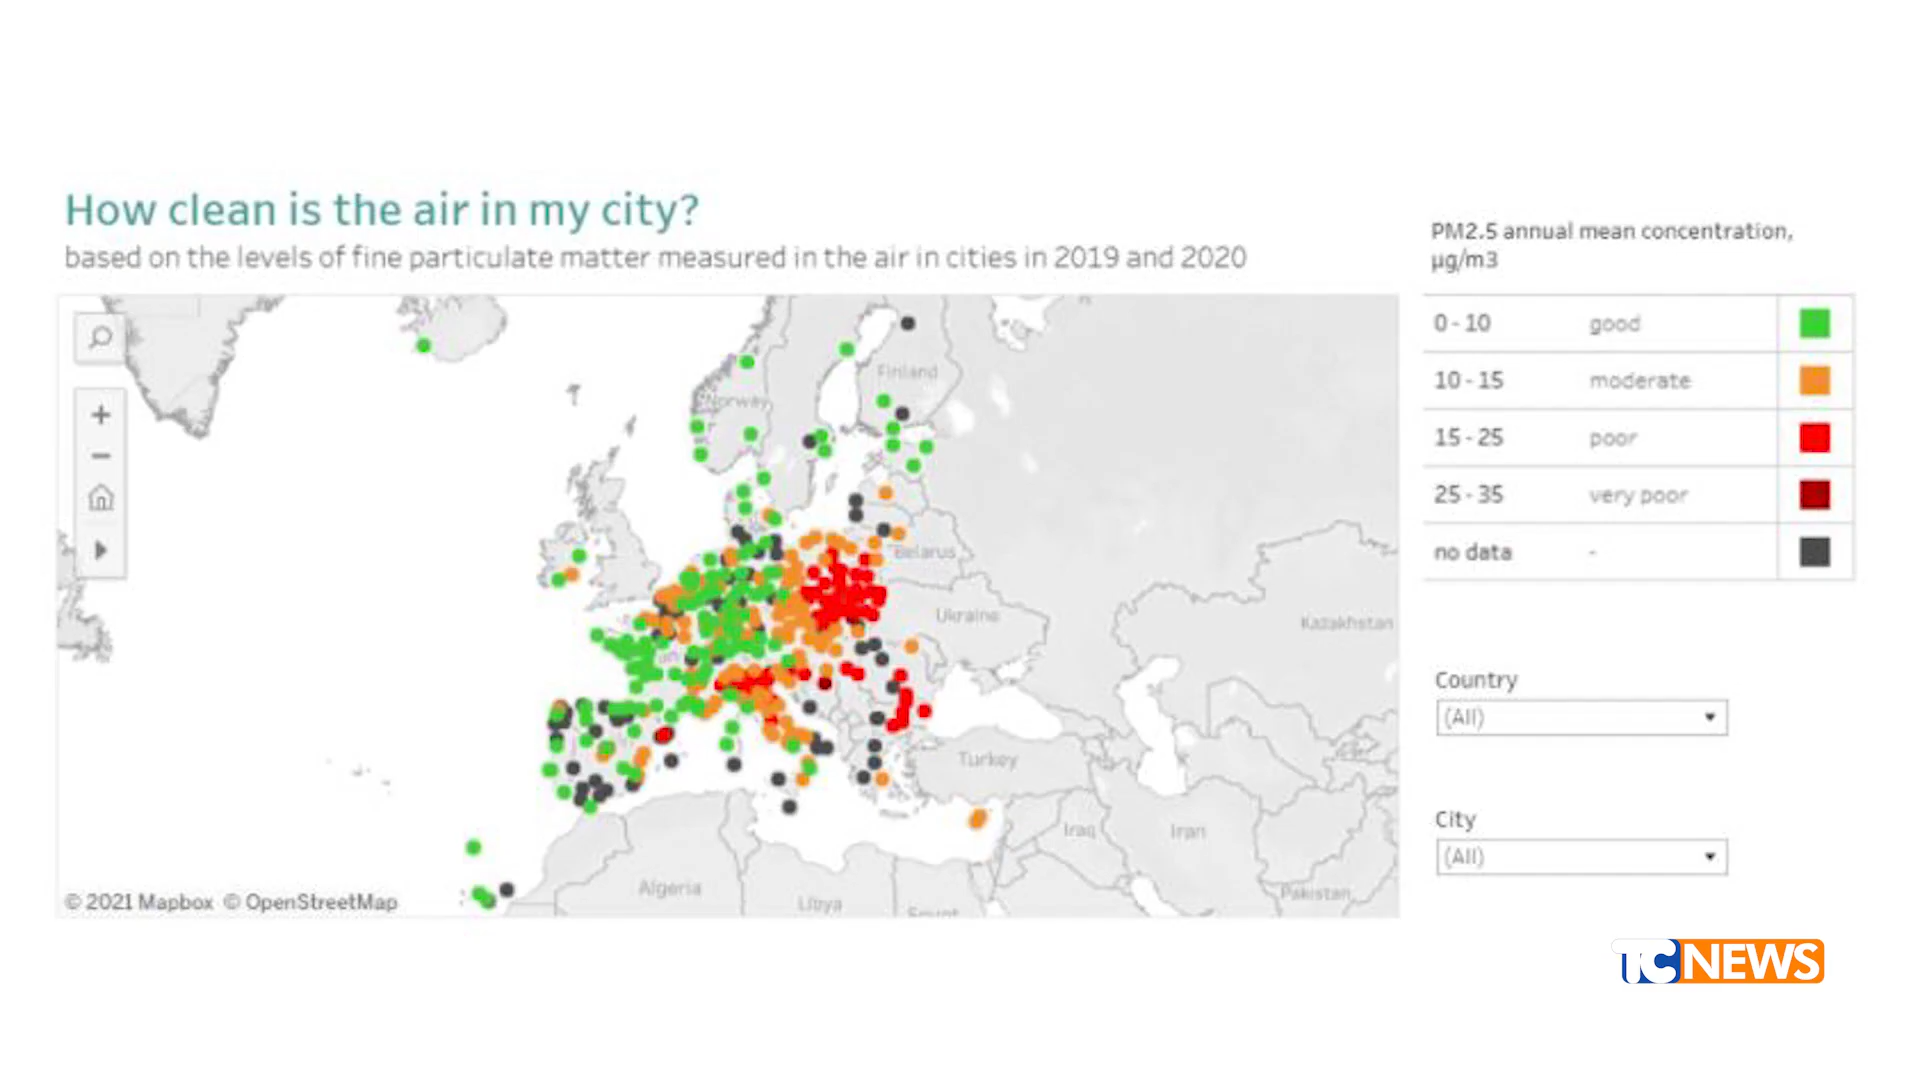 How clean is the air in my city?
based on the levels of fine particulate matter measured in the air in cities in 2019 and 2020
PM2.5 annual mean concentration,
µg/m3
0 - 10 good
10 - 15 moderate
15 - 25 poor
25 - 35 very poor
no data -
Country
(All)
City
(All)
Finland
Norway
Belarus
Ukraine
Kazakhstan
Turkey
Iraq
Iran
Algeria
Libya
Pakistan
© 2021 Mapbox © OpenStreetMap
TC NEWS